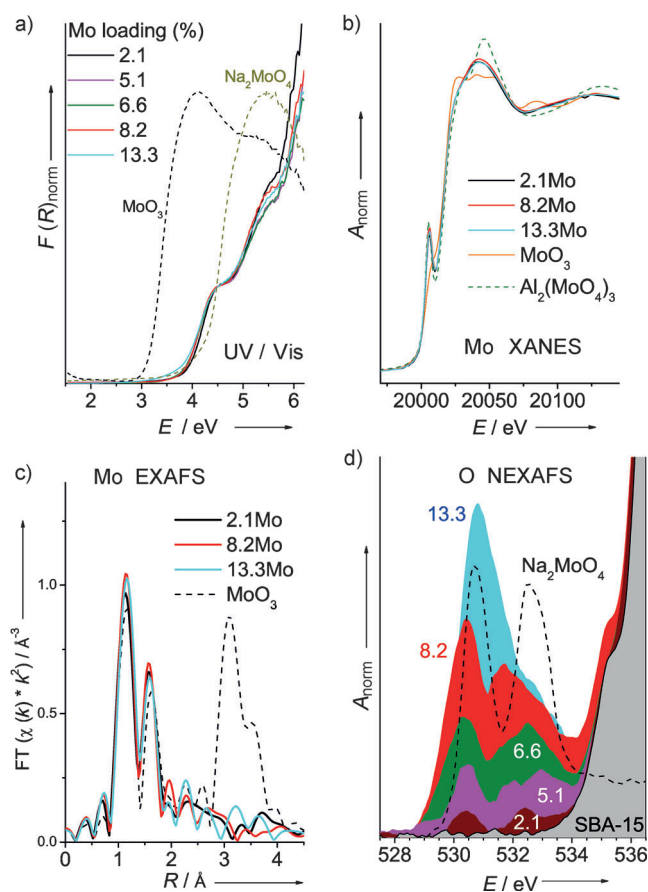 a)
Mo loading (%)
2.1
5.1
6.6
8.2
13.3
Na₂MoO₄
MoO₃
F (R)norm
UV / Vis
2 3 4 5 6
E / eV
b)
Anorm
2.1Mo
8.2Mo
13.3Mo
MoO₃
Al₂(MoO₄)₃
Mo XANES
20000 20050 20100
E / eV
c)
Mo EXAFS
2.1Mo
8.2Mo
13.3Mo
MoO₃
FT (χ (k) * k²) / Å⁻³
1.0
0.5
0.0
0 1 2 3 4
R / Å
d)
O NEXAFS
13.3
Na₂MoO₄
8.2
6.6
5.1
2.1
SBA-15
Anorm
528 530 532 534 536
E / eV